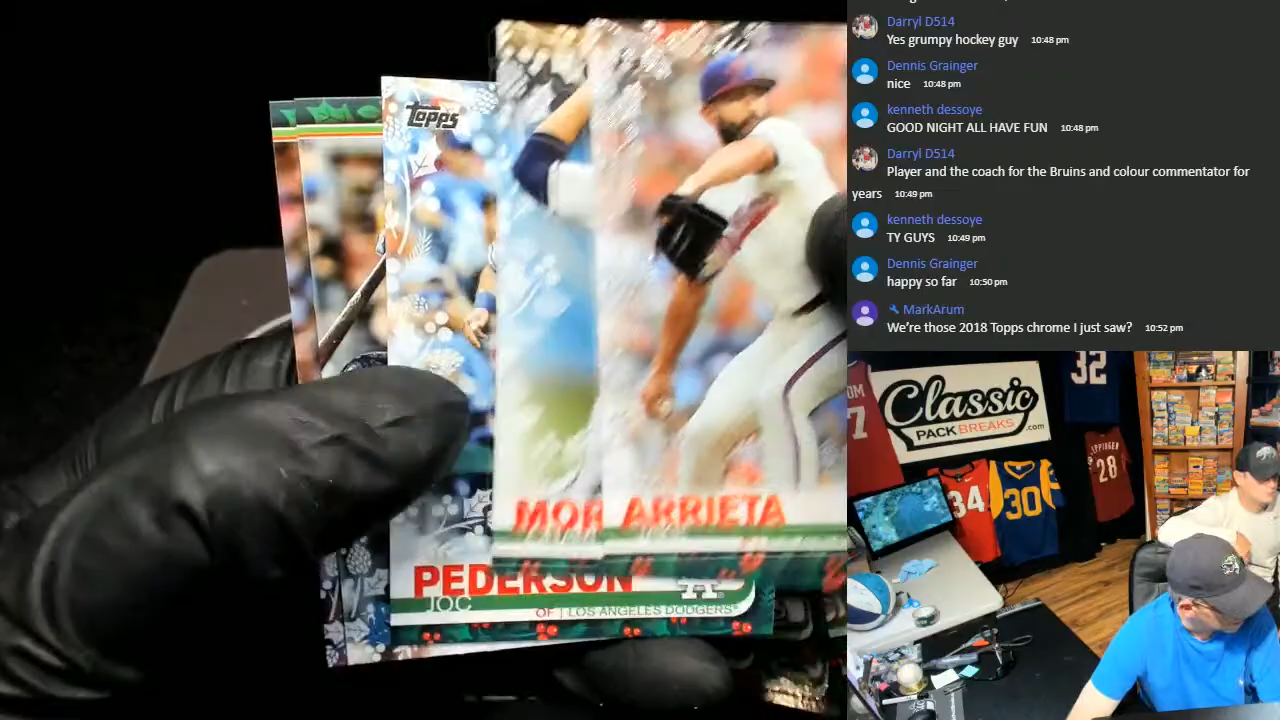 Topps
MOR
ARRIETA
PEDERSON
JOC
OF | LOS ANGELES DODGERS
LA
Darryl D514
Yes grumpy hockey guy 10:48 pm
Dennis Grainger
nice 10:48 pm
kenneth dessoye
GOOD NIGHT ALL HAVE FUN 10:48 pm
Darryl D514
Player and the coach for the Bruins and colour commentator for
years 10:49 pm
kenneth dessoye
TY GUYS 10:49 pm
Dennis Grainger
happy so far 10:50 pm
MarkArum
We're those 2018 Topps chrome I just saw? 10:52 pm
Classic
PACK BREAKS.com
32
7
34
30
28